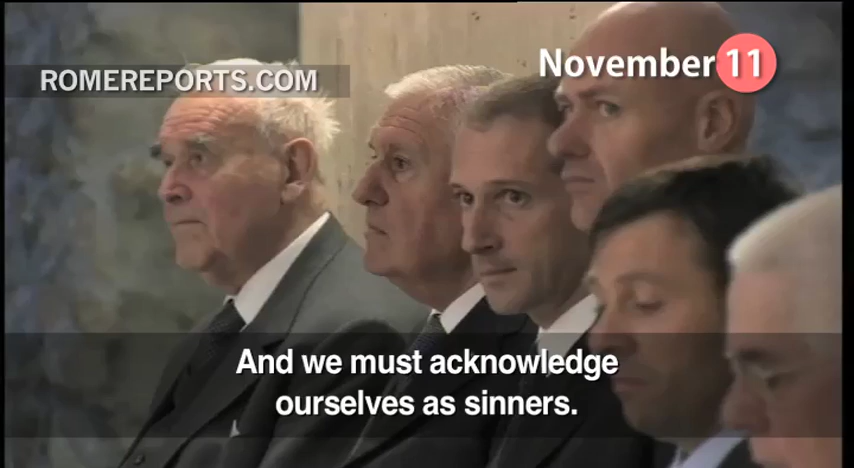 ROMEREPORTS.COM
November 11
And we must acknowledge
ourselves as sinners.